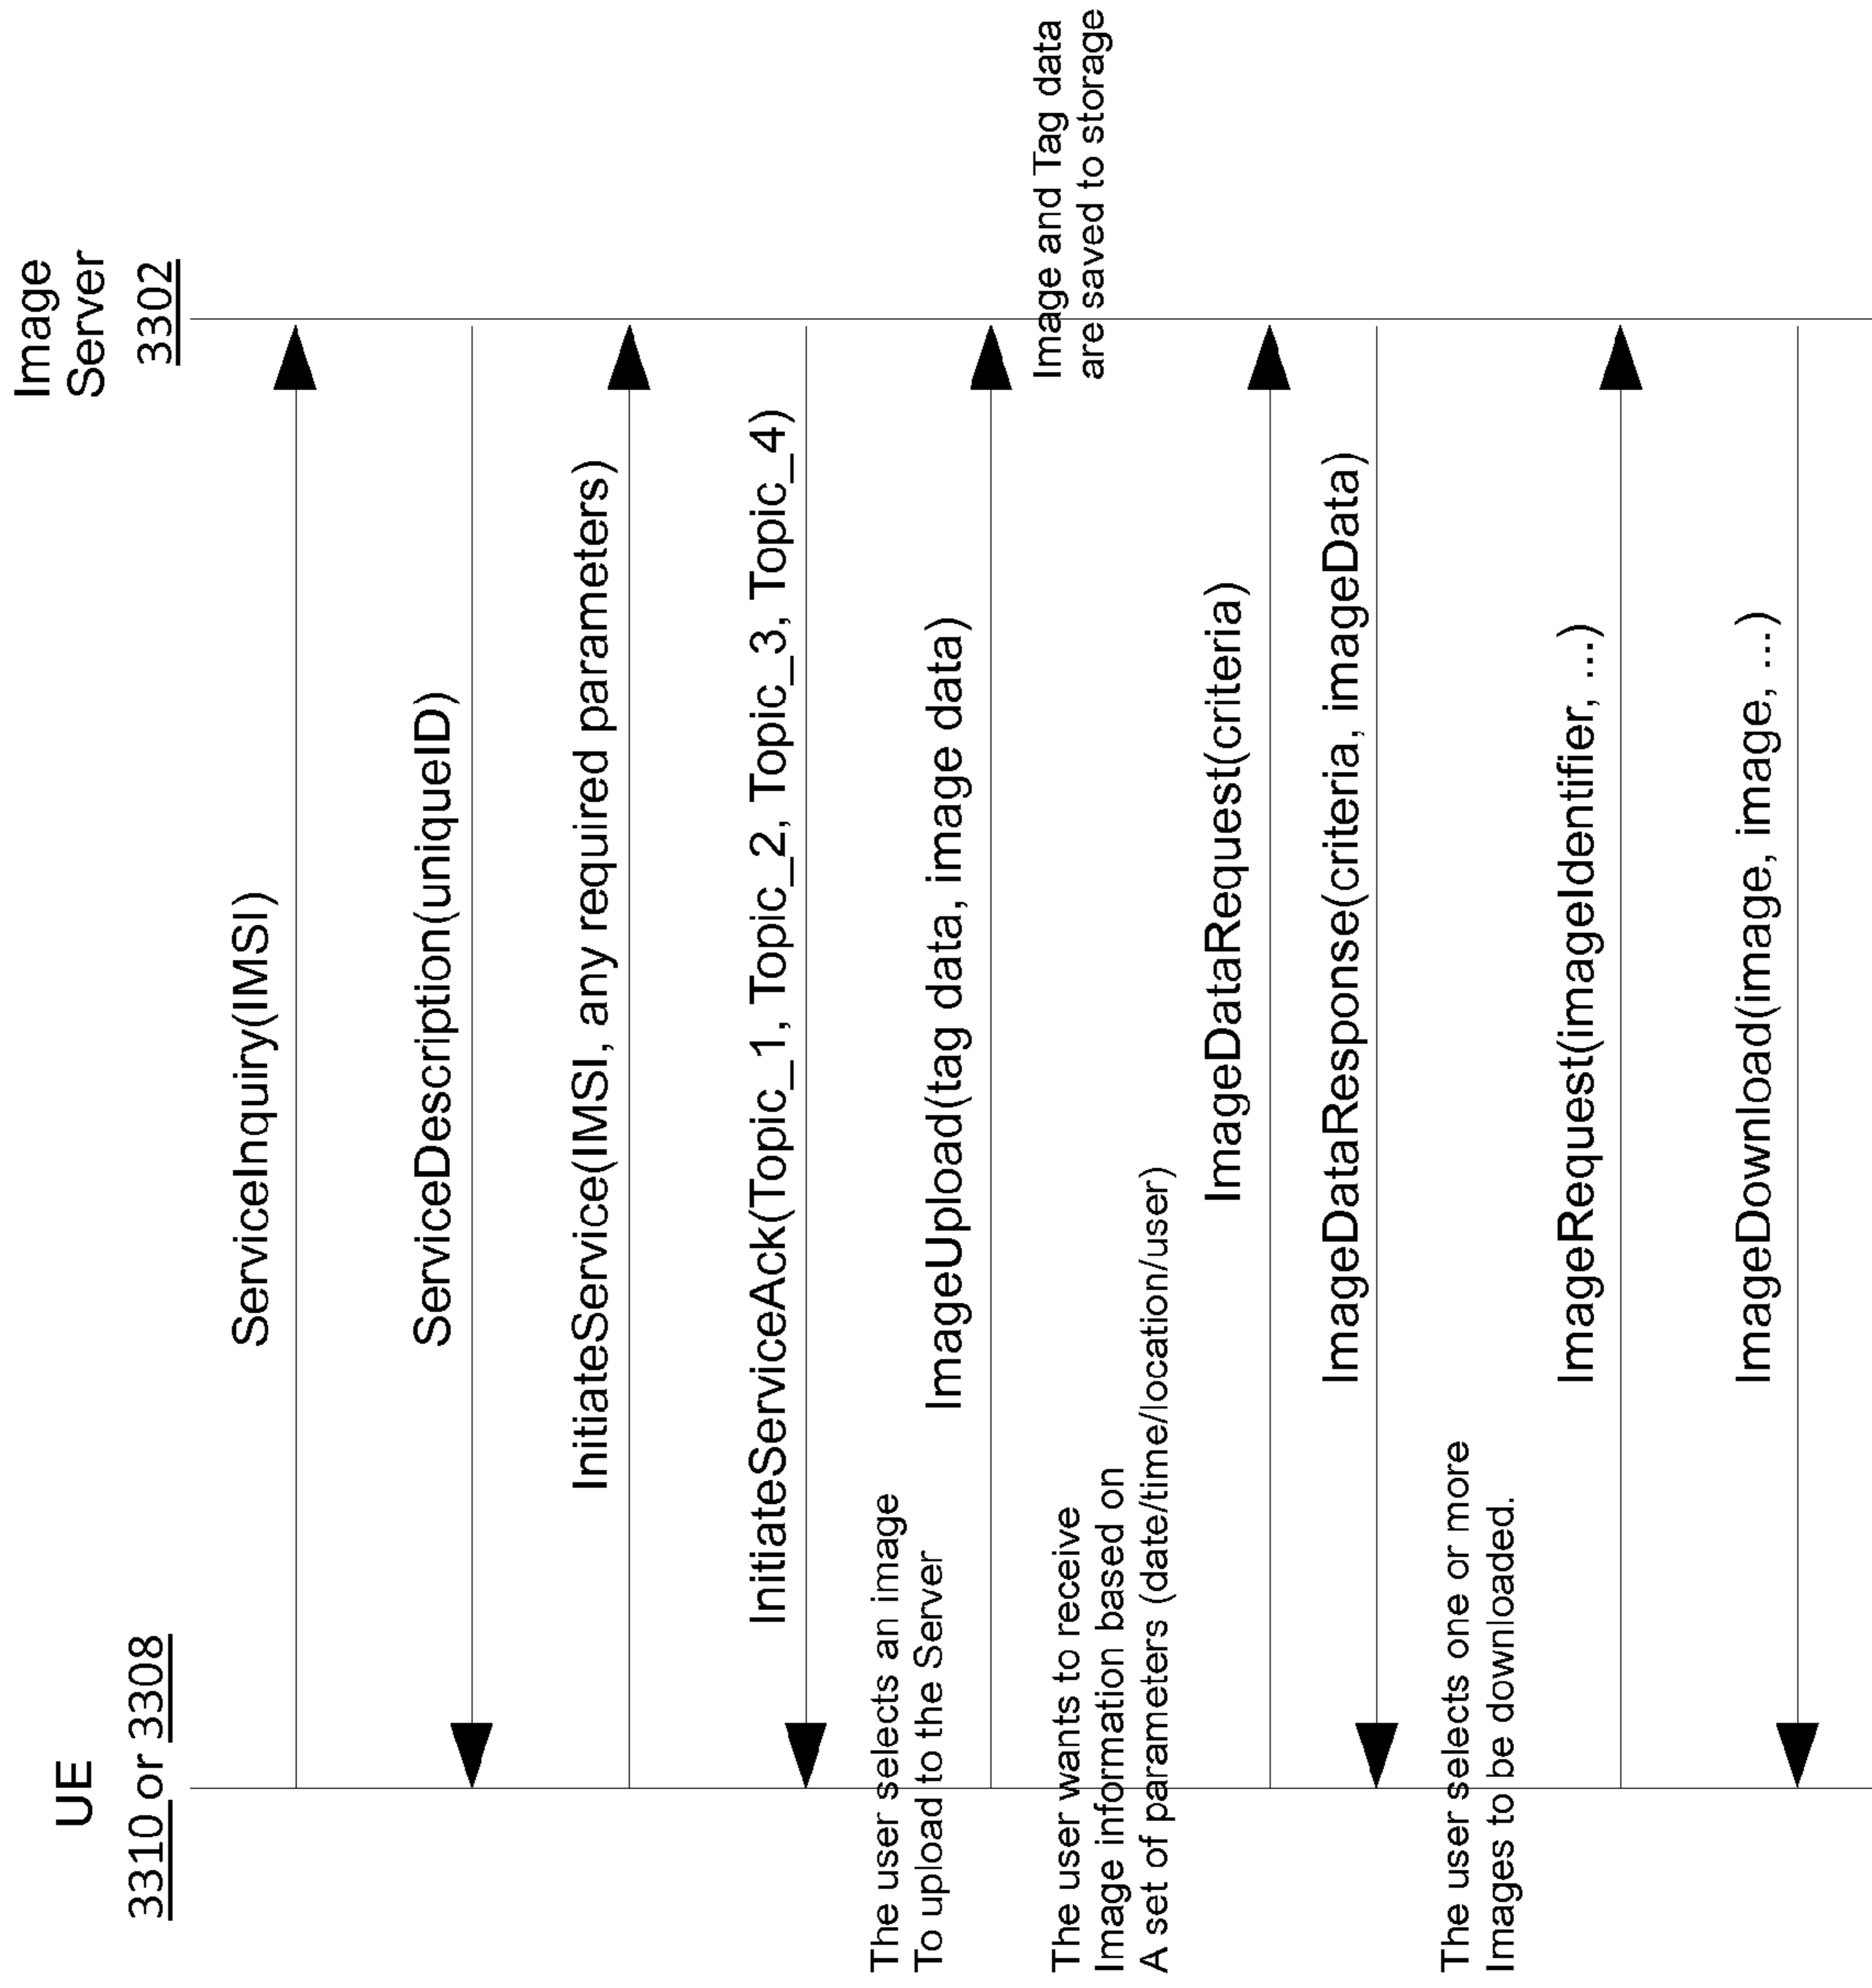 UE
3310 or 3308
Image
Server
3302
ServiceInquiry(IMSI)
ServiceDescription(uniqueID)
InitiateService(IMSI, any required parameters)
InitiateServiceAck(Topic_1, Topic_2, Topic_3, Topic_4)
The user selects an image
To upload to the Server
ImageUpload(tag data, image data)
Image and Tag data
are saved to storage
The user wants to receive
Image information based on
A set of parameters (date/time/location/user)
ImageDataRequest(criteria)
ImageDataResponse(criteria, imageData)
The user selects one or more
Images to be downloaded.
ImageRequest(imageIdentifier, ...)
ImageDownload(image, image, ...)